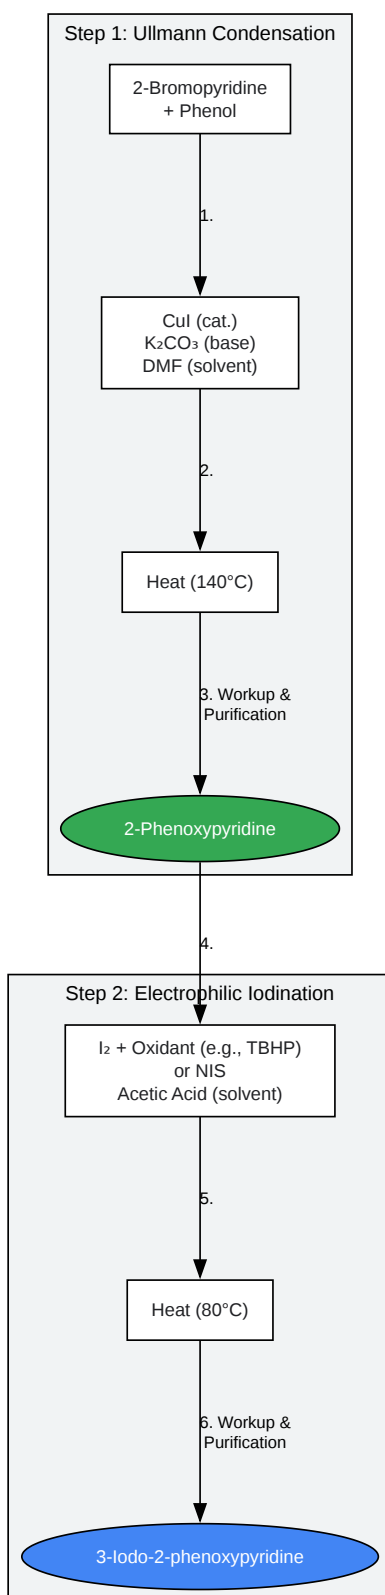 Step 1: Ullmann Condensation
2-Bromopyridine
+ Phenol
1.
CuI (cat.)
K₂CO₃ (base)
DMF (solvent)
2.
Heat (140°C)
3. Workup &
Purification
2-Phenoxypyridine
4.
Step 2: Electrophilic Iodination
I₂ + Oxidant (e.g., TBHP)
or NIS
Acetic Acid (solvent)
5.
Heat (80°C)
6. Workup &
Purification
3-Iodo-2-phenoxypyridine